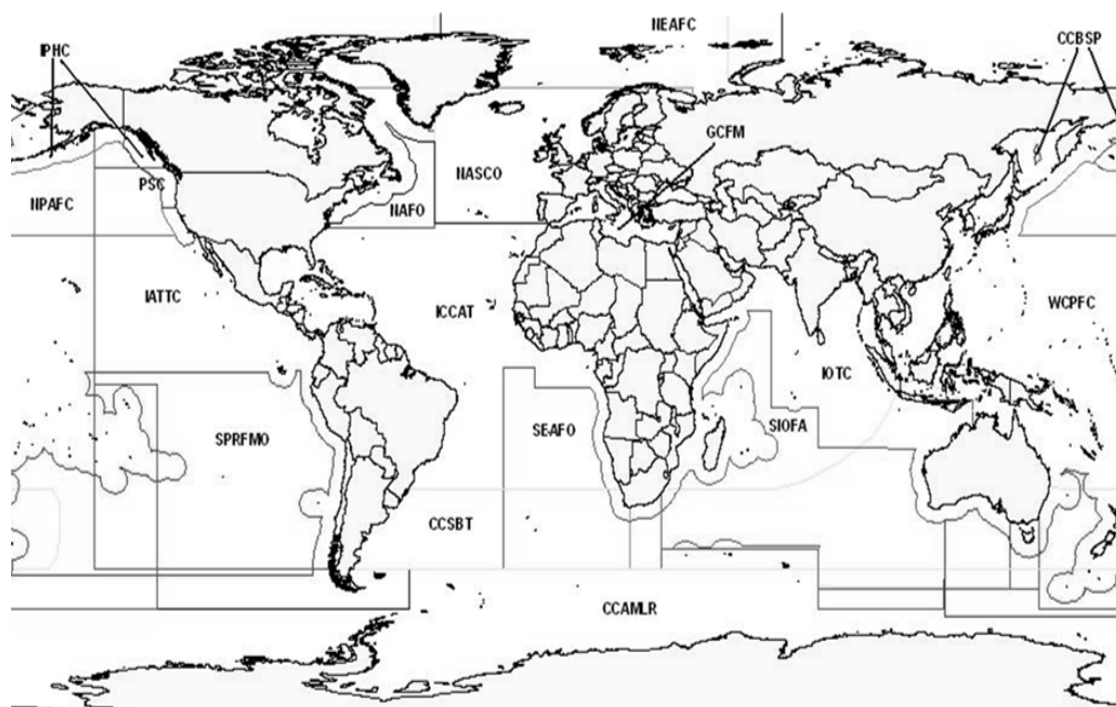 NEAFC
IPHC
CCBSP
GCFM
NASCO
PSC
NPAFC
NAFO
IATTC
ICCAT
WCPFC
IOTC
SEAFO
SIOFA
SPRFMO
CCSBT
CCAMLR